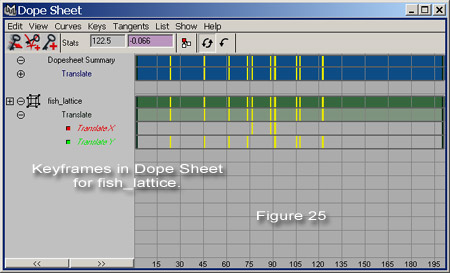 Dope Sheet
Edit View Curves Keys Tangents List Show Help
Stats 122.5 -0.066
Dopesheet Summary
Translate
fish_lattice
Translate
Translate X
Translate Y
Keyframes in Dope Sheet
for fish_lattice.
Figure 25
<< >> 15 30 45 60 75 90 105 120 135 150 165 180 195